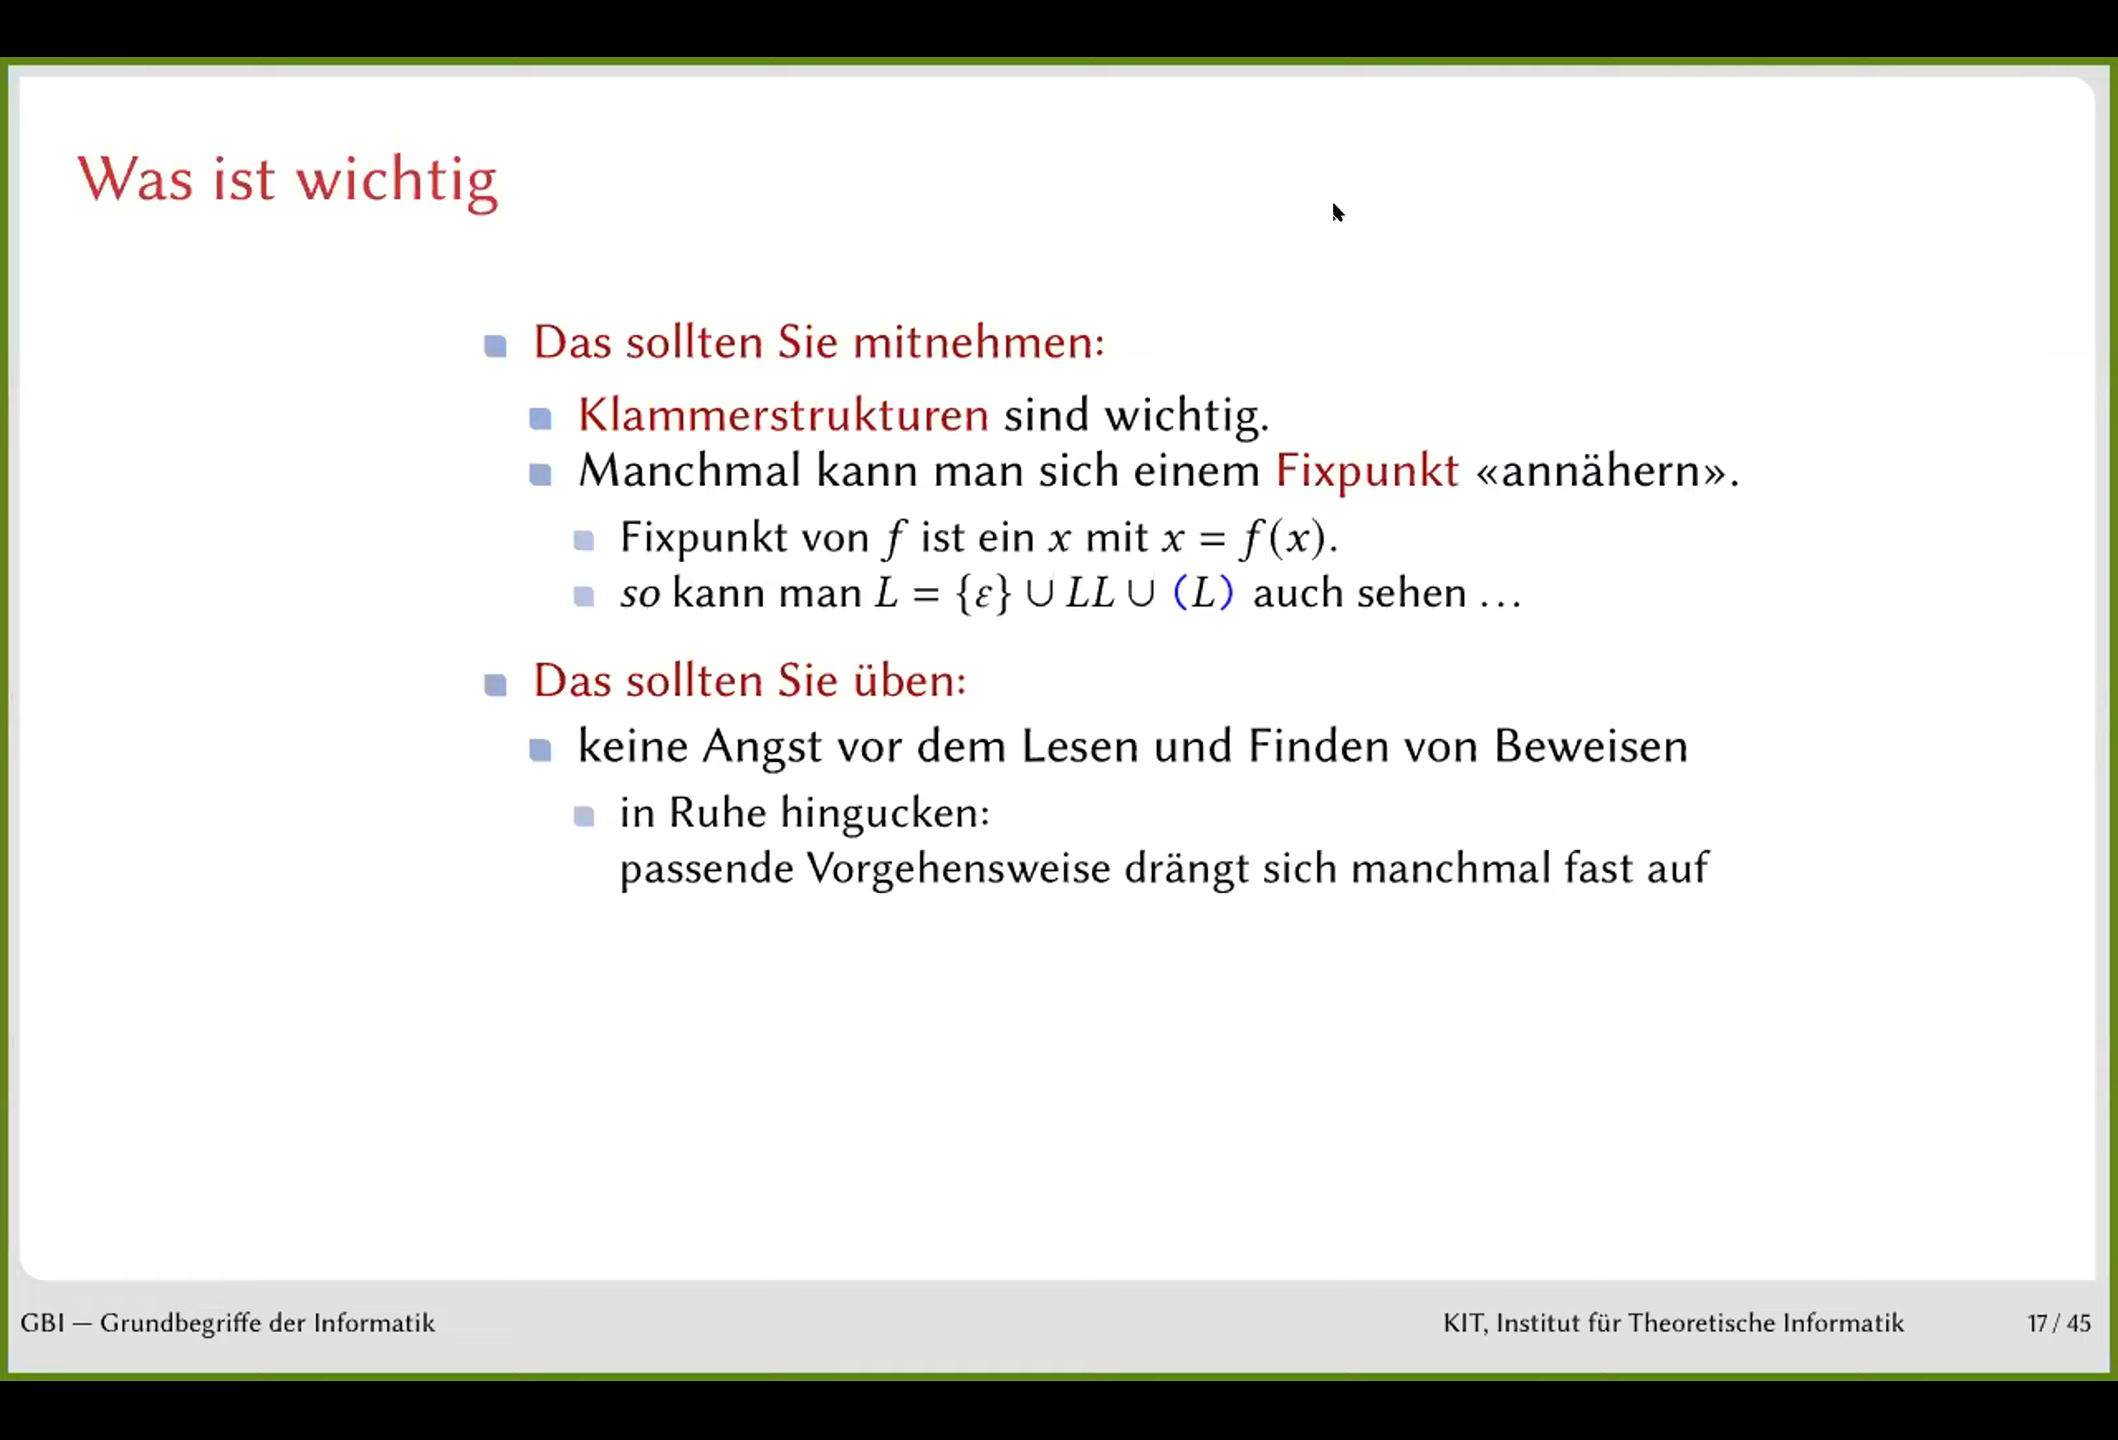 Was ist wichtig
Das sollten Sie mitnehmen:
Klammerstrukturen sind wichtig.
Manchmal kann man sich einem Fixpunkt «annähern».
Fixpunkt von f ist ein x mit x = f(x).
so kann man L = {ε} ∪ LL ∪ (L) auch sehen …
Das sollten Sie üben:
keine Angst vor dem Lesen und Finden von Beweisen
in Ruhe hingucken:
passende Vorgehensweise drängt sich manchmal fast auf
GBI — Grundbegriffe der Informatik
KIT, Institut für Theoretische Informatik
17 / 45